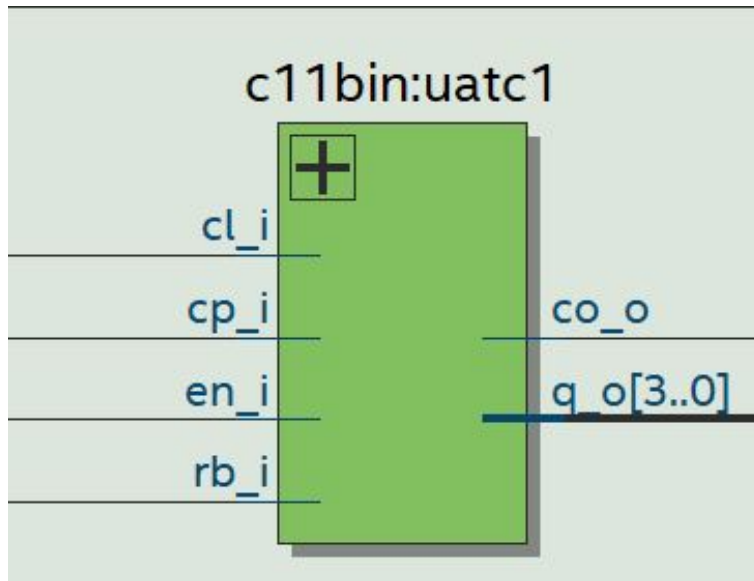 c11bin:uatc1
cl_i
cp_i
co_o
en_i
q_o[3..0]
rb_i